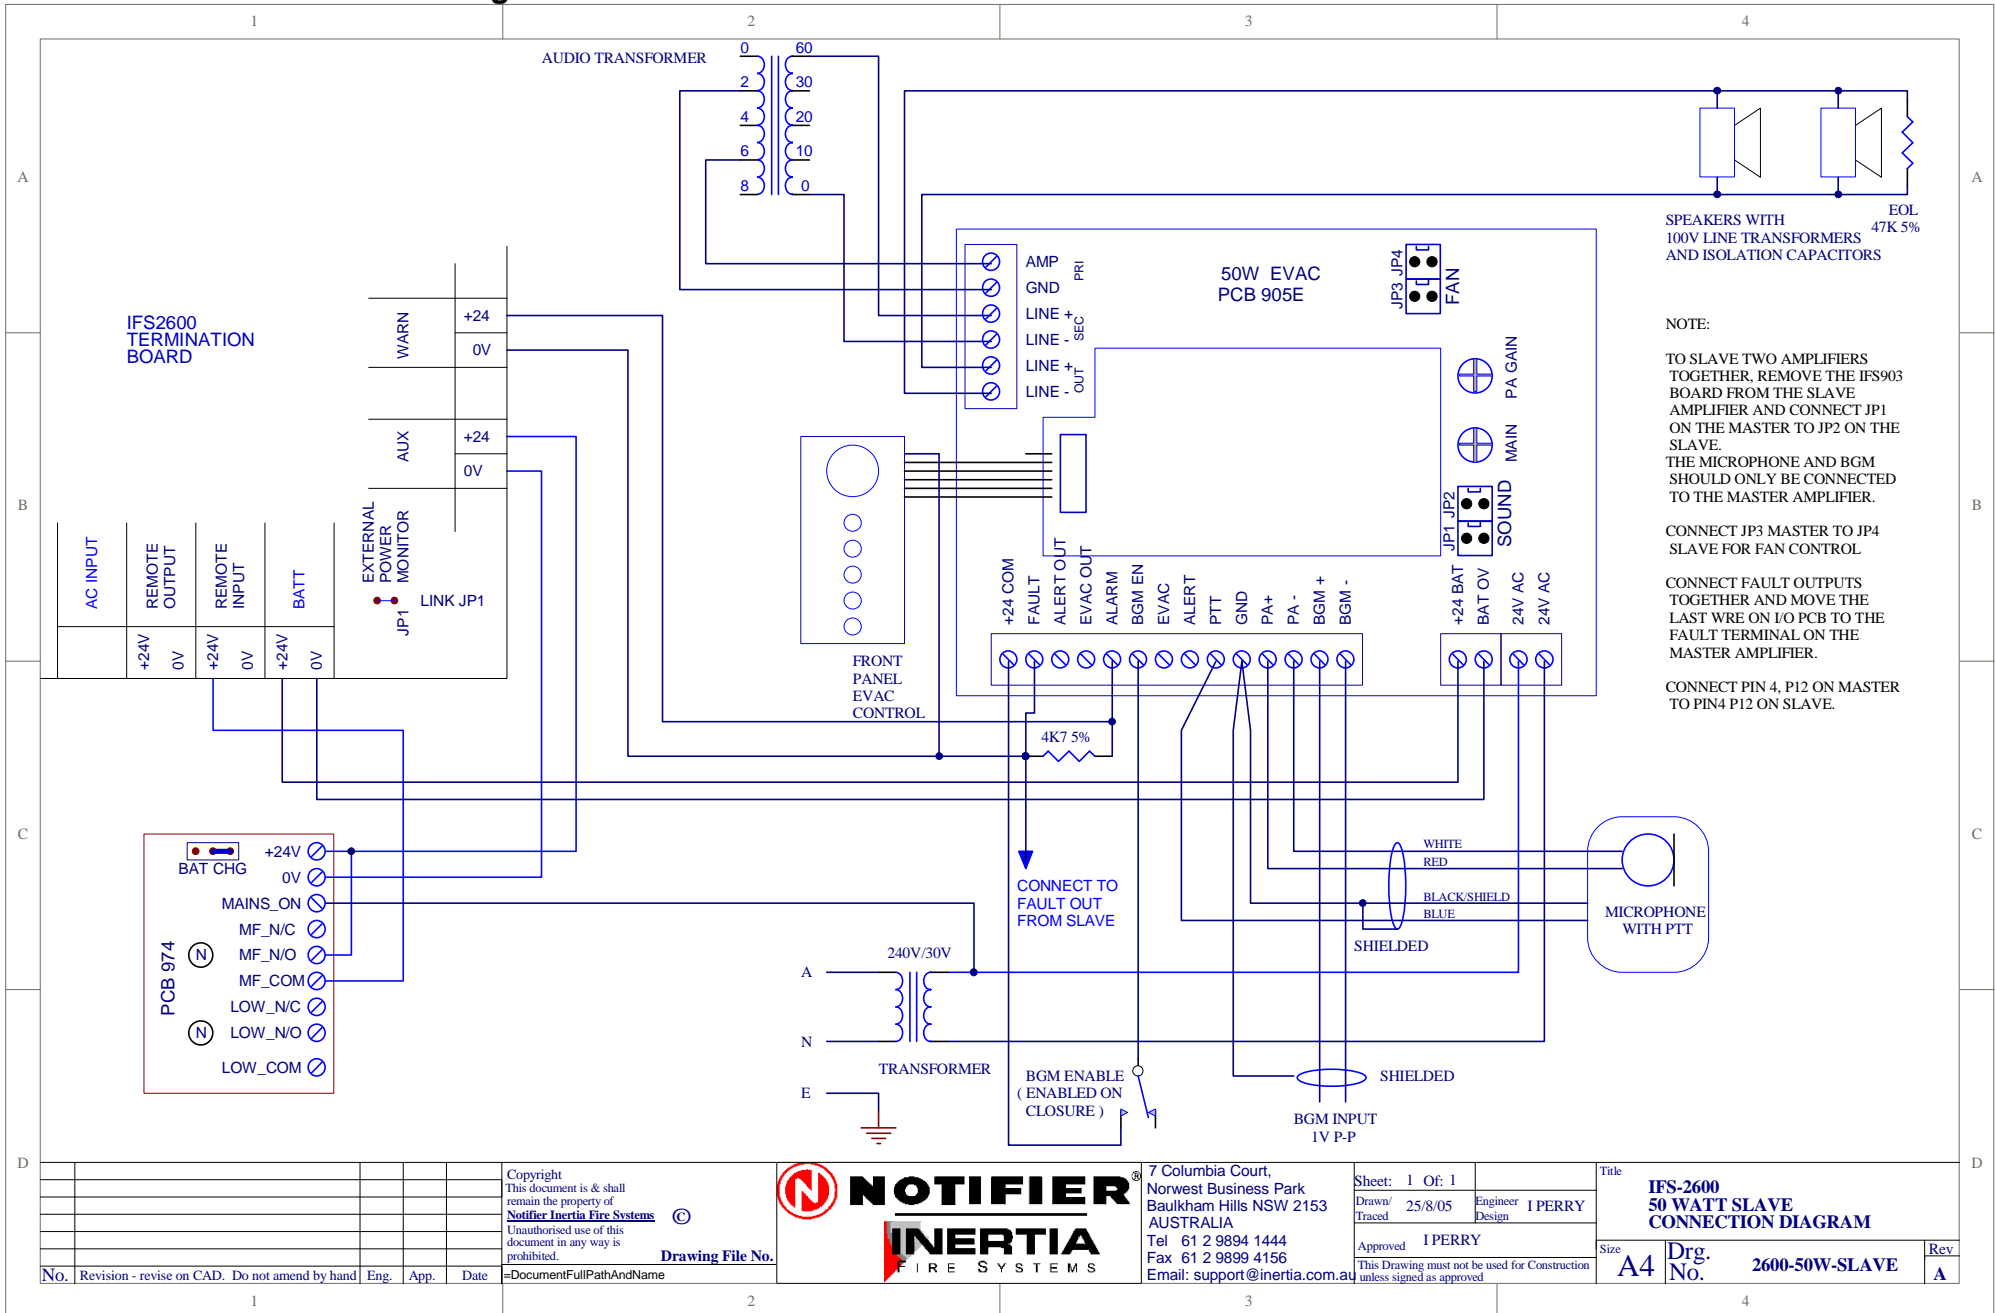 1 2 3 4
AUDIO TRANSFORMER
0 60
2 30
4 20
6 10
8 0
A A
EOL
47K 5%
SPEAKERS WITH
100V LINE TRANSFORMERS
AND ISOLATION CAPACITORS
IFS2600
TERMINATION
BOARD
WARN
+24
0V
AUX
+24
0V
AMP
GND
PRI
LINE +
LINE -
SEC
LINE +
LINE -
OUT
50W EVAC
PCB 905E
JP3 JP4
FAN
PA GAIN
MAIN
JP1 JP2
SOUND
NOTE:
TO SLAVE TWO AMPLIFIERS
TOGETHER, REMOVE THE IFS903
BOARD FROM THE SLAVE
AMPLIFIER AND CONNECT JP1
ON THE MASTER TO JP2 ON THE
SLAVE.
THE MICROPHONE AND BGM
SHOULD ONLY BE CONNECTED
TO THE MASTER AMPLIFIER.
CONNECT JP3 MASTER TO JP4
SLAVE FOR FAN CONTROL
CONNECT FAULT OUTPUTS
TOGETHER AND MOVE THE
LAST WRE ON I/O PCB TO THE
FAULT TERMINAL ON THE
MASTER AMPLIFIER.
CONNECT PIN 4, P12 ON MASTER
TO PIN4 P12 ON SLAVE.
B B
AC INPUT
REMOTE
OUTPUT
REMOTE
INPUT
BATT
EXTERNAL
POWER
MONITOR
JP1
LINK JP1
+24V
0V
+24V
0V
+24V
0V
FRONT
PANEL
EVAC
CONTROL
+24 COM
FAULT
ALERT OUT
EVAC OUT
ALARM
BGM EN
EVAC
ALERT
PTT
GND
PA+
PA -
BGM +
BGM -
+24 BAT
BAT OV
24V AC
24V AC
4K7 5%
C C
BAT CHG
PCB 974
N
N
+24V
0V
MAINS_ON
MF_N/C
MF_N/O
MF_COM
LOW_N/C
LOW_N/O
LOW_COM
CONNECT TO
FAULT OUT
FROM SLAVE
WHITE
RED
BLACK/SHIELD
BLUE
SHIELDED
MICROPHONE
WITH PTT
240V/30V
A
N
E
TRANSFORMER
BGM ENABLE
( ENABLED ON
CLOSURE )
SHIELDED
BGM INPUT
1V P-P
D D
No. Revision - revise on CAD. Do not amend by hand Eng. App. Date
Copyright
This document is & shall
remain the property of
Notifier Inertia Fire Systems ©
Unauthorised use of this
document in any way is
prohibited. Drawing File No.
=DocumentFullPathAndName
N NOTIFIER®
INERTIA
FIRE SYSTEMS
7 Columbia Court,
Norwest Business Park
Baulkham Hills NSW 2153
AUSTRALIA
Tel 61 2 9894 1444
Fax 61 2 9899 4156
Email: support@inertia.com.au
Sheet: 1 Of: 1
Drawn/
Traced 25/8/05
Engineer
Design I PERRY
Approved I PERRY
This Drawing must not be used for Construction
unless signed as approved
Title
IFS-2600
50 WATT SLAVE
CONNECTION DIAGRAM
Size
A4
Drg.
No. 2600-50W-SLAVE
Rev
A
1 2 3 4